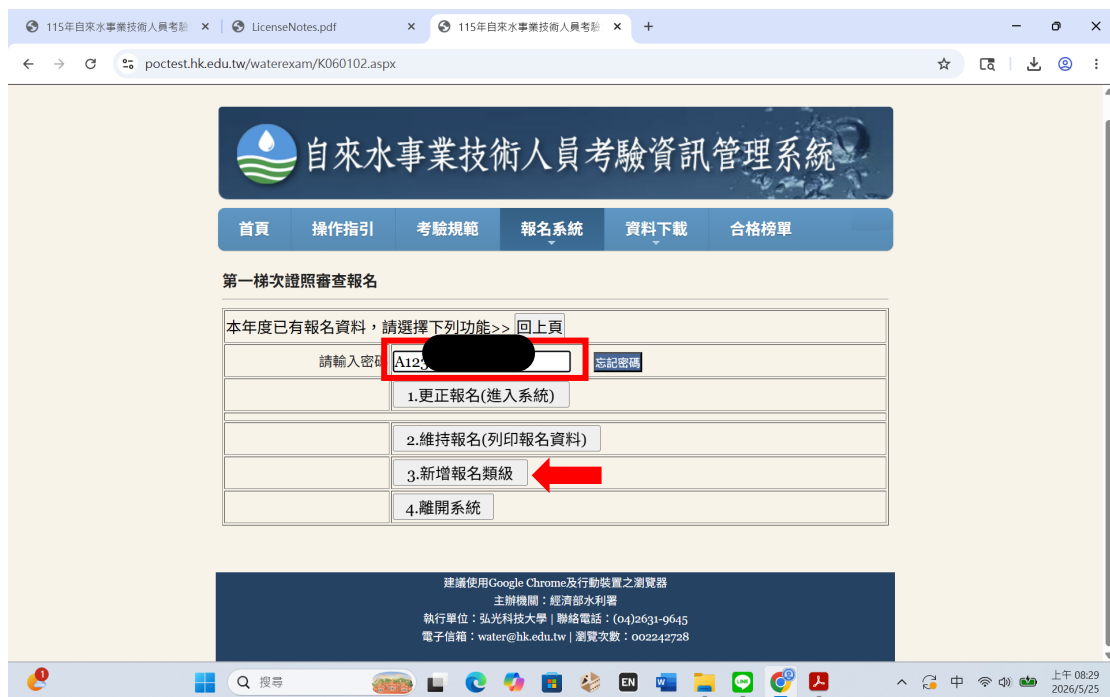 115年自來水事業技術人員考驗
LicenseNotes.pdf
115年自來水事業技術人員考驗
poctest.hk.edu.tw/waterexam/K060102.aspx
自來水事業技術人員考驗資訊管理系統
首頁 操作指引 考驗規範 報名系統 資料下載 合格榜單
第一梯次證照審查報名
本年度已有報名資料，請選擇下列功能>> 回上頁
請輸入密碼 A123 忘記密碼
1.更正報名(進入系統)
2.維持報名(列印報名資料)
3.新增報名類級
4.離開系統
建議使用Google Chrome及行動裝置之瀏覽器
主辦機關：經濟部水利署
執行單位：弘光科技大學 | 聯絡電話：(04)2631-9645
電子信箱：water@hk.edu.tw | 瀏覽次數：002242728
1 搜尋 EN W LINE 中 上午 08:29
2026/5/25